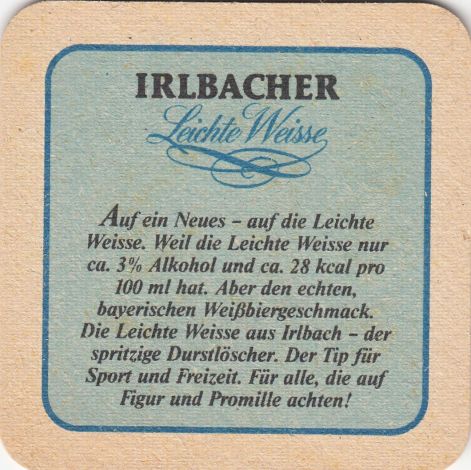 IRLBACHER
Leichte Weisse
Auf ein Neues – auf die Leichte
Weisse. Weil die Leichte Weisse nur
ca. 3% Alkohol und ca. 28 kcal pro
100 ml hat. Aber den echten,
bayerischen Weißbiergeschmack.
Die Leichte Weisse aus Irlbach – der
spritzige Durstlöscher. Der Tip für
Sport und Freizeit. Für alle, die auf
Figur und Promille achten!